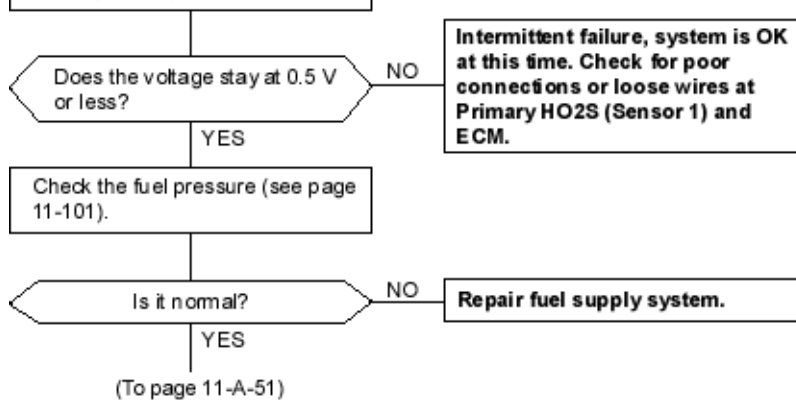 Does the voltage stay at 0.5 V
or less?
NO
Intermittent failure, system is OK
at this time. Check for poor
connections or loose wires at
Primary HO2S (Sensor 1) and
ECM.
YES
Check the fuel pressure (see page
11-101).
Is it normal?
NO
Repair fuel supply system.
YES
(To page 11-A-51)